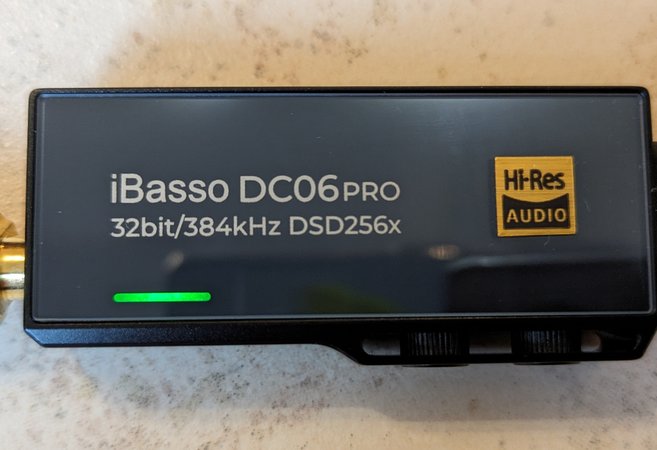 iBasso DC06PRO
32bit/384kHz DSD256x
Hi-Res
AUDIO